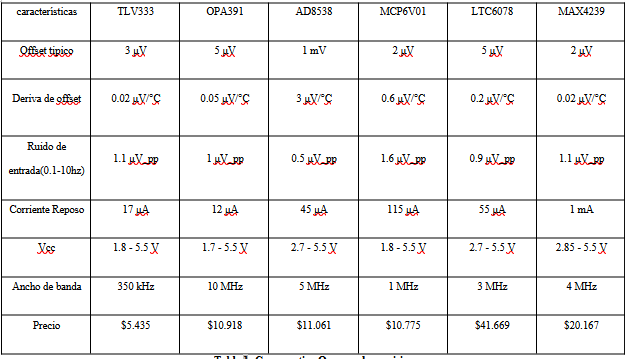 características TLV333 OPA391 AD8538 MCP6V01 LTC6078 MAX4239
Offset típico 3 µV 5 µV 1 mV 2 µV 5 µV 2 µV
Deriva de offset 0.02 µV/°C 0.05 µV/°C 3 µV/°C 0.6 µV/°C 0.2 µV/°C 0.02 µV/°C
Ruido de
entrada(0.1-10hz) 1.1 µV_pp 1 µV_pp 0.5 µV_pp 1.6 µV_pp 0.9 µV_pp 1.1 µV_pp
Corriente Reposo 17 µA 12 µA 45 µA 115 µA 55 µA 1 mA
Vcc 1.8 - 5.5 V 1.7 - 5.5 V 2.7 - 5.5 V 1.8 - 5.5 V 2.7 - 5.5 V 2.85 - 5.5 V
Ancho de banda 350 kHz 10 MHz 5 MHz 1 MHz 3 MHz 4 MHz
Precio $5.435 $10.918 $11.061 $10.775 $41.669 $20.167